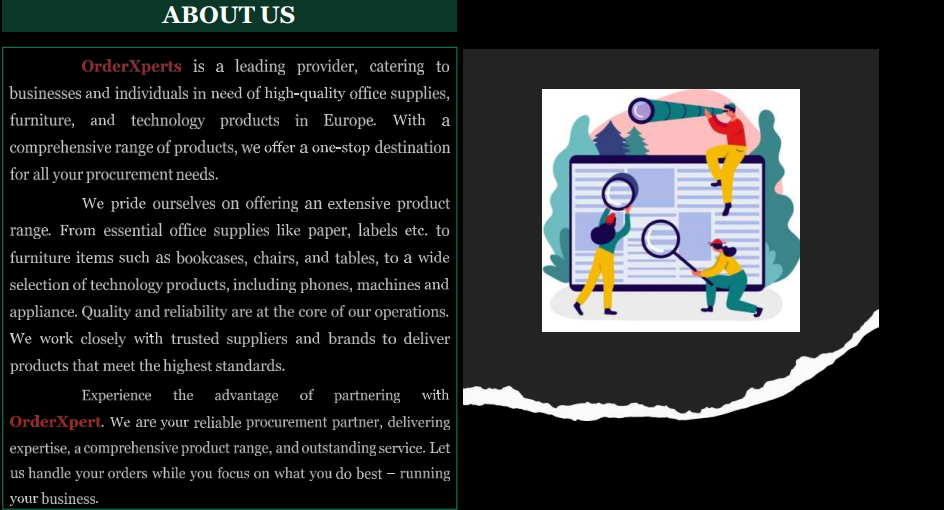 ABOUT US
OrderXperts is a leading provider, catering to
businesses and individuals in need of high-quality office supplies,
furniture, and technology products in Europe. With a
comprehensive range of products, we offer a one-stop destination
for all your procurement needs.
We pride ourselves on offering an extensive product
range. From essential office supplies like paper, labels etc. to
furniture items such as bookcases, chairs, and tables, to a wide
selection of technology products, including phones, machines and
appliance. Quality and reliability are at the core of our operations.
We work closely with trusted suppliers and brands to deliver
products that meet the highest standards.
Experience the advantage of partnering with
OrderXpert. We are your reliable procurement partner, delivering
expertise, a comprehensive product range, and outstanding service. Let
us handle your orders while you focus on what you do best – running
your business.